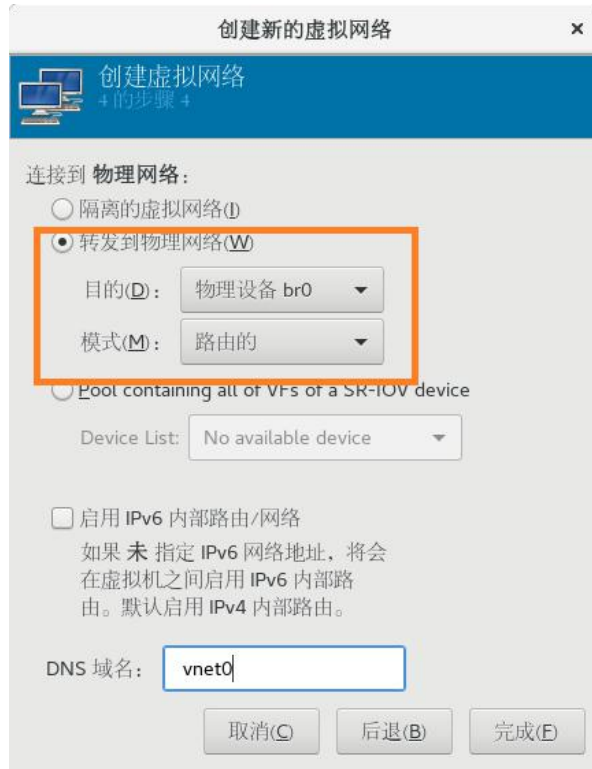 创建新的虚拟网络 ×
创建虚拟网络
4 的步骤 4
连接到 物理网络：
隔离的虚拟网络(I)
转发到物理网络(W)
目的(D)： 物理设备 br0
模式(M)： 路由的
Pool containing all of VFs of a SR-IOV device
Device List: No available device
启用 IPv6 内部路由/网络
如果 未 指定 IPv6 网络地址，将会
在虚拟机之间启用 IPv6 内部路
由。默认启用 IPv4 内部路由。
DNS 域名： vnet0
取消(C) 后退(B) 完成(F)